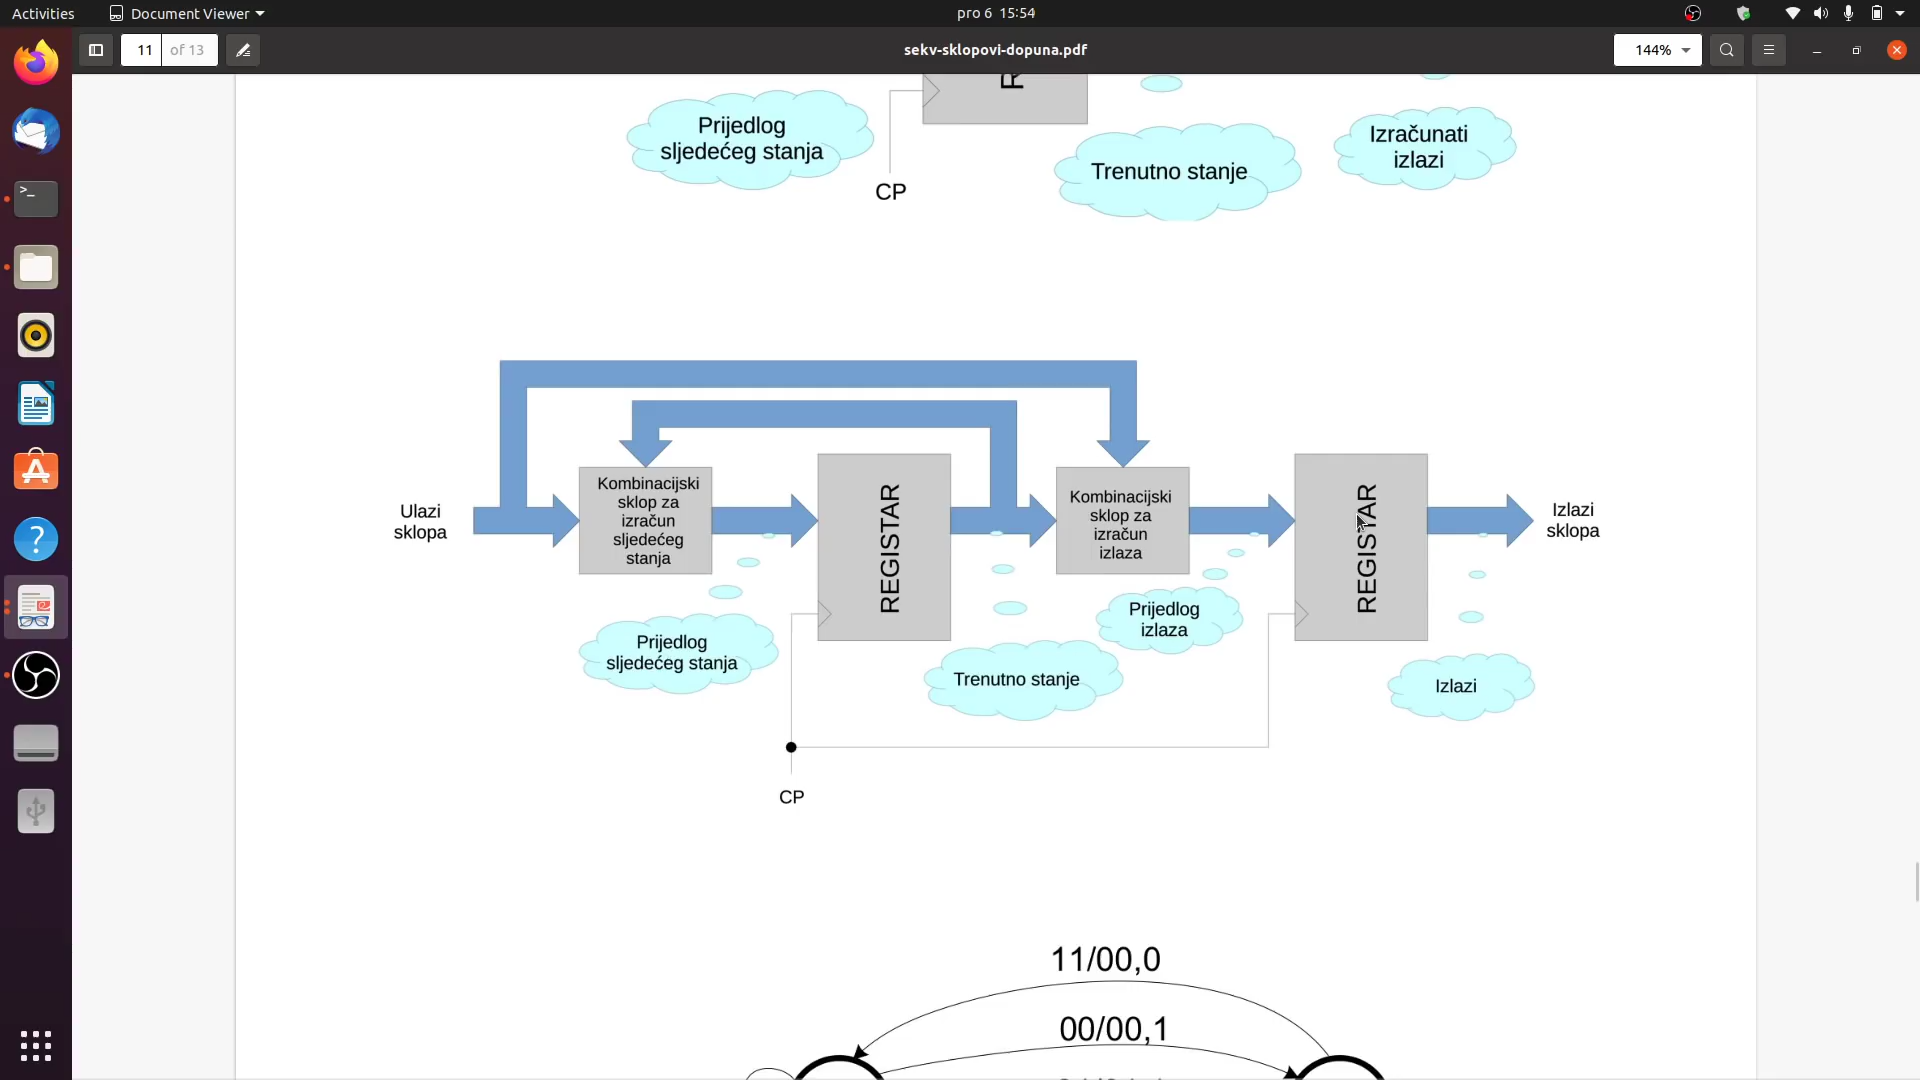 Activities
Document Viewer
pro 6 15:54
11
of 13
sekv-sklopovi-dopuna.pdf
144%
Prijedlog
sljedećeg stanja
CP
R
Trenutno stanje
Izračunati
izlazi
Ulazi
sklopa
Kombinacijski
sklop za
izračun
sljedećeg
stanja
REGISTAR
Kombinacijski
sklop za
izračun
izlaza
REGISTAR
Izlazi
sklopa
Prijedlog
sljedećeg stanja
Trenutno stanje
Prijedlog
izlaza
Izlazi
CP
11/00,0
00/00,1